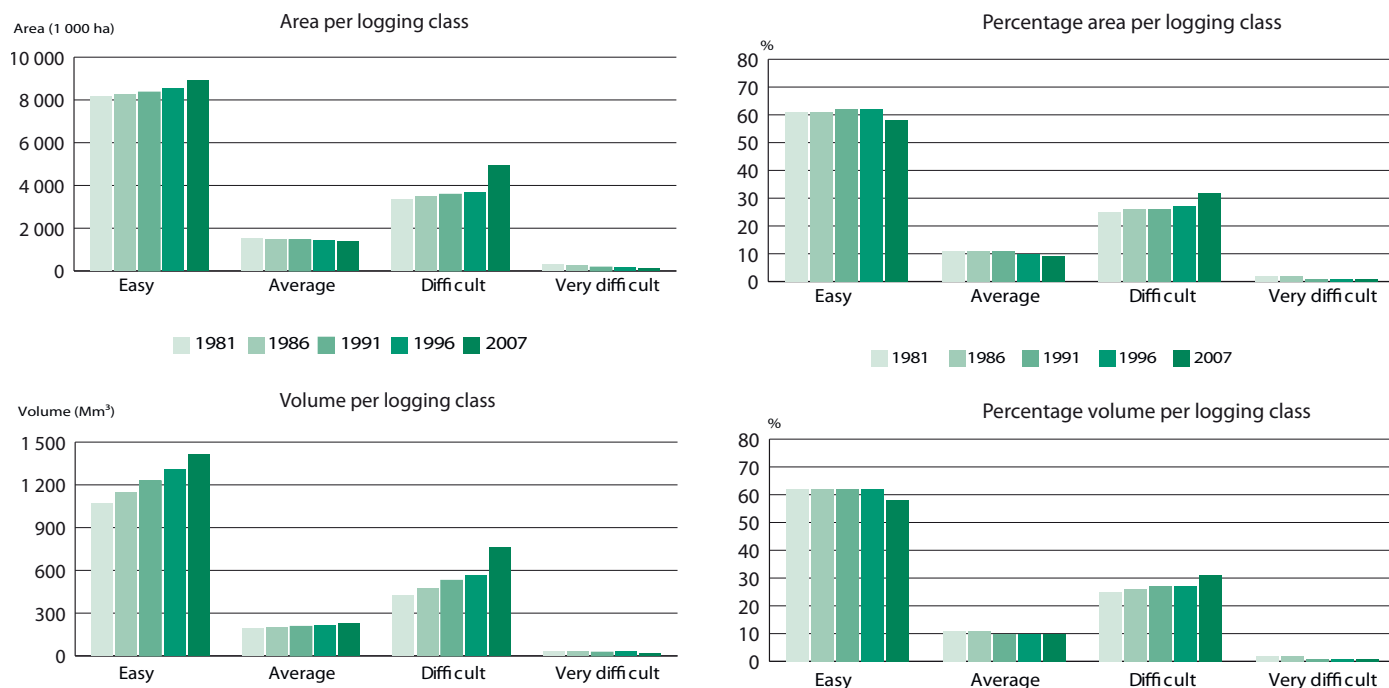 Area per logging class
Area (1 000 ha)
10 000
8 000
6 000
4 000
2 000
0
Easy Average Difficult Very difficult
1981 1986 1991 1996 2007
Percentage area per logging class
%
80
70
60
50
40
30
20
10
0
Easy Average Difficult Very difficult
1981 1986 1991 1996 2007
Volume per logging class
Volume (Mm³)
1 500
1 200
900
600
300
0
Easy Average Difficult Very difficult
Percentage volume per logging class
%
80
70
60
50
40
30
20
10
0
Easy Average Difficult Very difficult